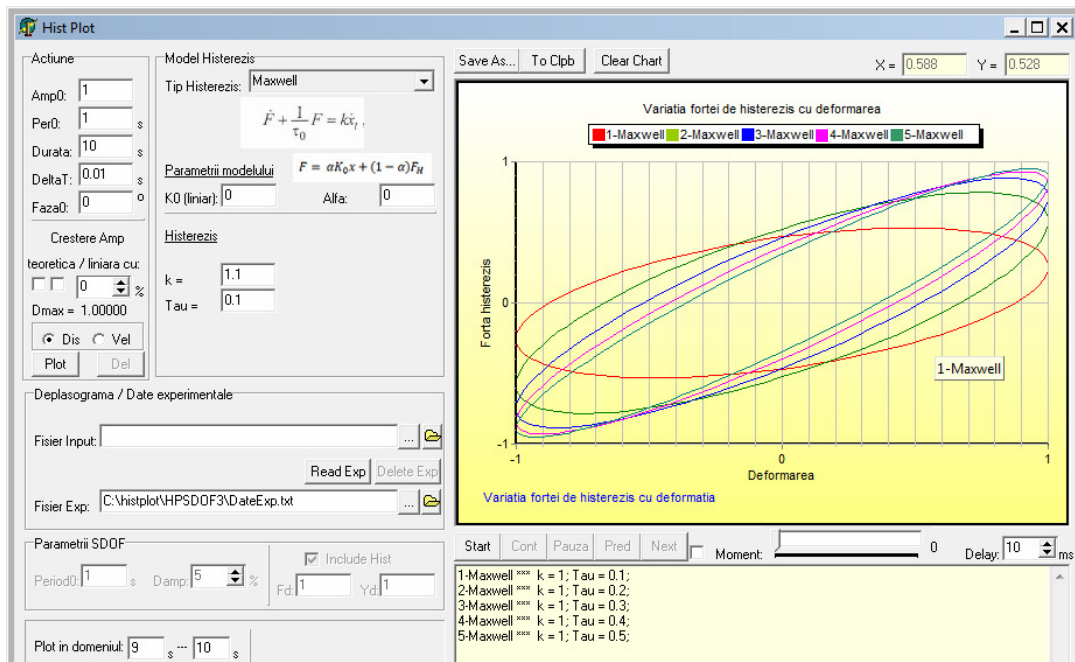 Hist Plot
Actiune
Amp0: 1
Per0: 1 s
Durata: 10 s
DeltaT: 0.01 s
Faza0: 0 o
Crestere Amp
teoretica / liniara cu:
0 %
Dmax = 1.00000
Dis Vel
Plot Del
Model Histerezis
Tip Histerezis: Maxwell
Ḟ + 1/τ₀ F = kẋₜ ,
Parametrii modelului F = αK₀x + (1 − α)F_H
K0 (liniar): 0 Alfa: 0
Histerezis
k = 1.1
Tau = 0.1
Deplasograma / Date experimentale
Fisier Input: ...
Read Exp Delete Exp
Fisier Exp: C:\histplot\HPSDOF3\DateExp.txt ...
Parametrii SDOF
Period0: 1 s Damp: 5 %
Include Hist
Fd: 1 Yd: 1
Plot in domeniul: 9 s --- 10 s
Save As... To Clpb Clear Chart X = 0.588 Y = 0.528
Variatia fortei de histerezis cu deformarea
1-Maxwell 2-Maxwell 3-Maxwell 4-Maxwell 5-Maxwell
1
0
-1
Forta histerezis
1-Maxwell
-1 0 1
Deformarea
Variatia fortei de histerezis cu deformatia
Start Cont Pauza Pred Next Moment: 0 Delay: 10 ms
1-Maxwell *** k = 1; Tau = 0.1;
2-Maxwell *** k = 1; Tau = 0.2;
3-Maxwell *** k = 1; Tau = 0.3;
4-Maxwell *** k = 1; Tau = 0.4;
5-Maxwell *** k = 1; Tau = 0.5;